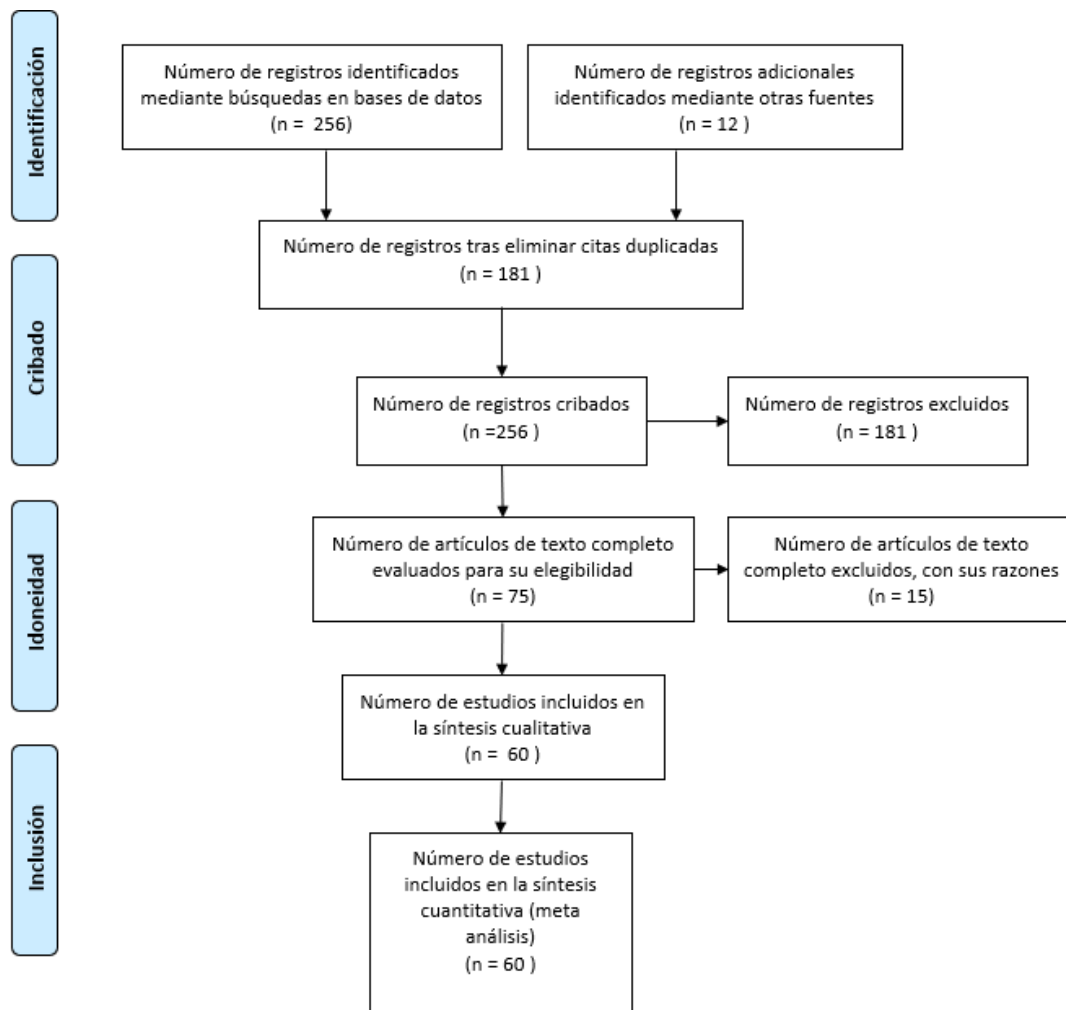 Identificación
Número de registros identificados
mediante búsquedas en bases de datos
(n =  256)
Número de registros adicionales
identificados mediante otras fuentes
(n = 12 )
Número de registros tras eliminar citas duplicadas
(n = 181 )
Cribado
Número de registros cribados
(n =256 )
Número de registros excluidos
(n = 181 )
Idoneidad
Número de artículos de texto completo
evaluados para su elegibilidad
(n = 75)
Número de artículos de texto
completo excluidos, con sus razones
(n = 15)
Número de estudios incluidos en
la síntesis cualitativa
(n =  60 )
Inclusión
Número de estudios
incluidos en la síntesis
cuantitativa (meta
análisis)
(n = 60 )